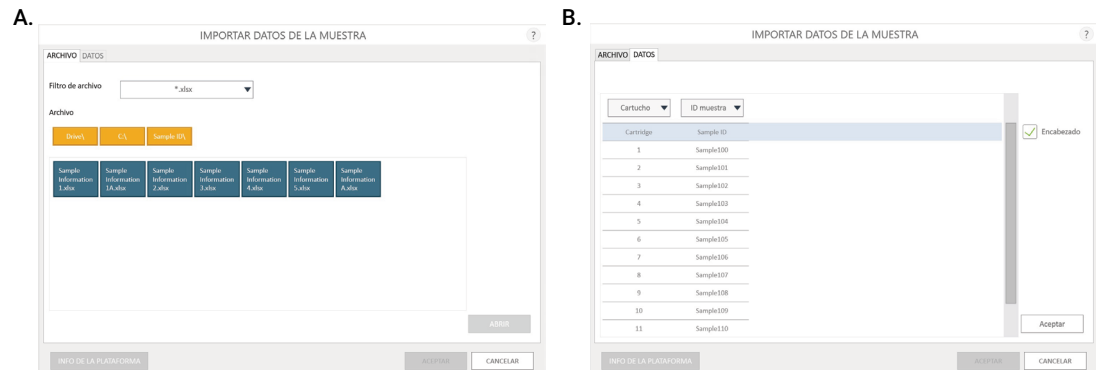 A.
IMPORTAR DATOS DE LA MUESTRA
?
ARCHIVO DATOS
Filtro de archivo
*.xlsx
Archivo
Drive\ C:\ Sample ID\
Sample Information 1.xlsx
Sample Information 1A.xlsx
Sample Information 2.xlsx
Sample Information 3.xlsx
Sample Information 4.xlsx
Sample Information 5.xlsx
Sample Information A.xlsx
ABRIR
INFO DE LA PLATAFORMA ACEPTAR CANCELAR
B.
IMPORTAR DATOS DE LA MUESTRA
?
ARCHIVO DATOS
Cartucho ID muestra
Cartridge Sample ID
Encabezado
1 Sample100
2 Sample101
3 Sample102
4 Sample103
5 Sample104
6 Sample105
7 Sample106
8 Sample107
9 Sample108
10 Sample109
11 Sample110
Aceptar
INFO DE LA PLATAFORMA ACEPTAR CANCELAR